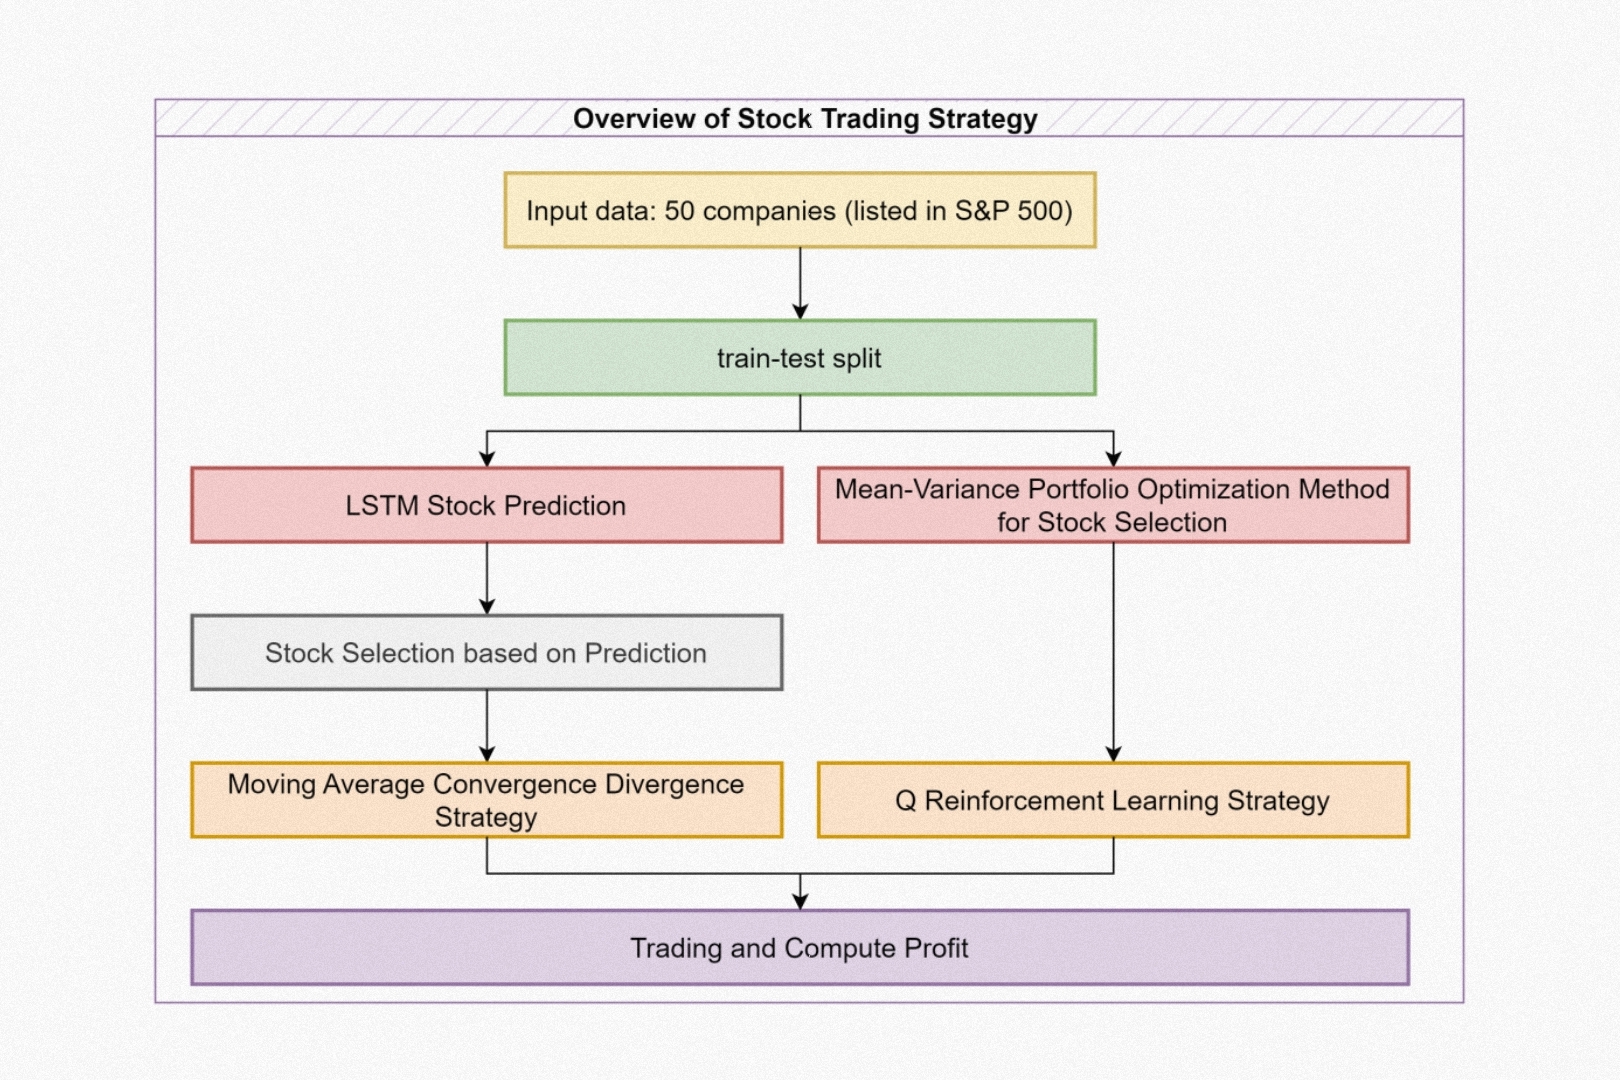 Overview of Stock Trading Strategy
Input data: 50 companies (listed in S&P 500)
train-test split
LSTM Stock Prediction
Mean-Variance Portfolio Optimization Method
for Stock Selection
Stock Selection based on Prediction
Moving Average Convergence Divergence
Strategy
Q Reinforcement Learning Strategy
Trading and Compute Profit